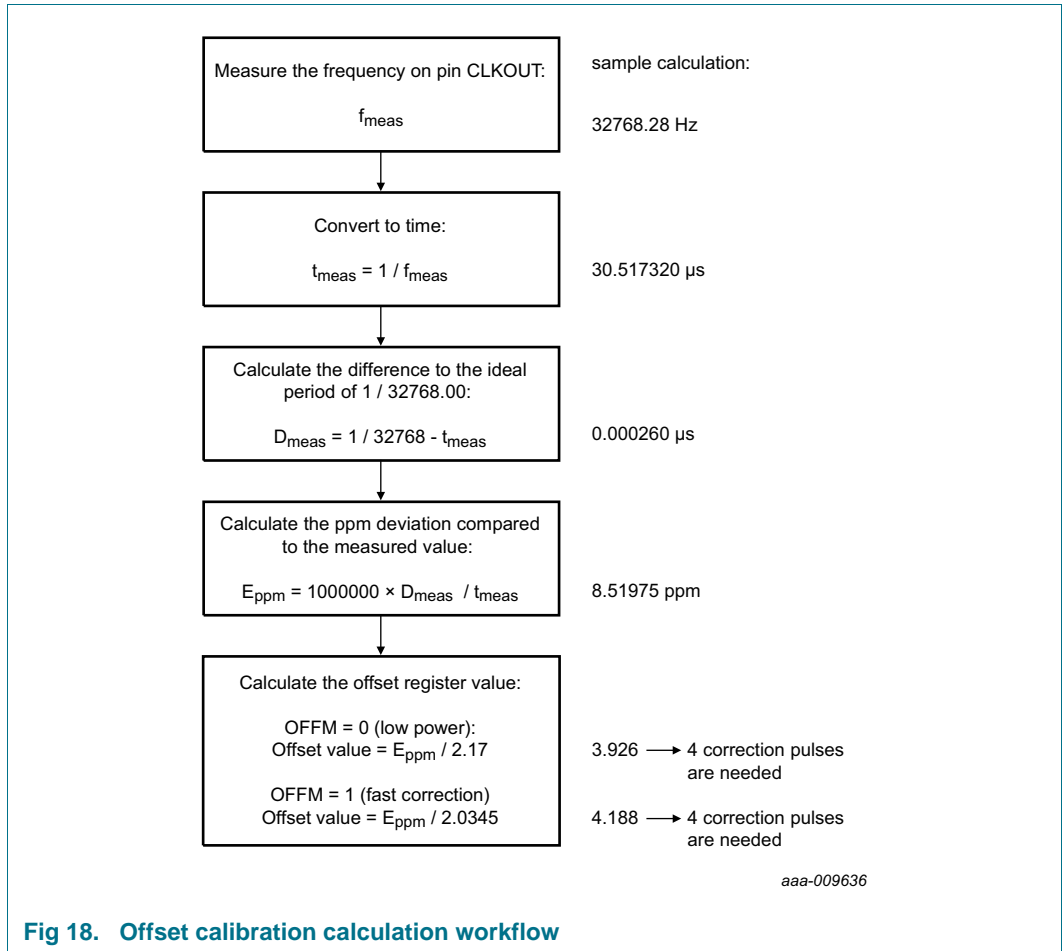 Measure the frequency on pin CLKOUT:
fmeas
sample calculation:
32768.28 Hz
Convert to time:
tmeas = 1 / fmeas
30.517320 µs
Calculate the difference to the ideal
period of 1 / 32768.00:
Dmeas = 1 / 32768 - tmeas
0.000260 µs
Calculate the ppm deviation compared
to the measured value:
Eppm = 1000000 × Dmeas / tmeas
8.51975 ppm
Calculate the offset register value:
OFFM = 0 (low power):
Offset value = Eppm / 2.17
3.926 → 4 correction pulses
are needed
OFFM = 1 (fast correction)
Offset value = Eppm / 2.0345
4.188 → 4 correction pulses
are needed
aaa-009636
Fig 18. Offset calibration calculation workflow